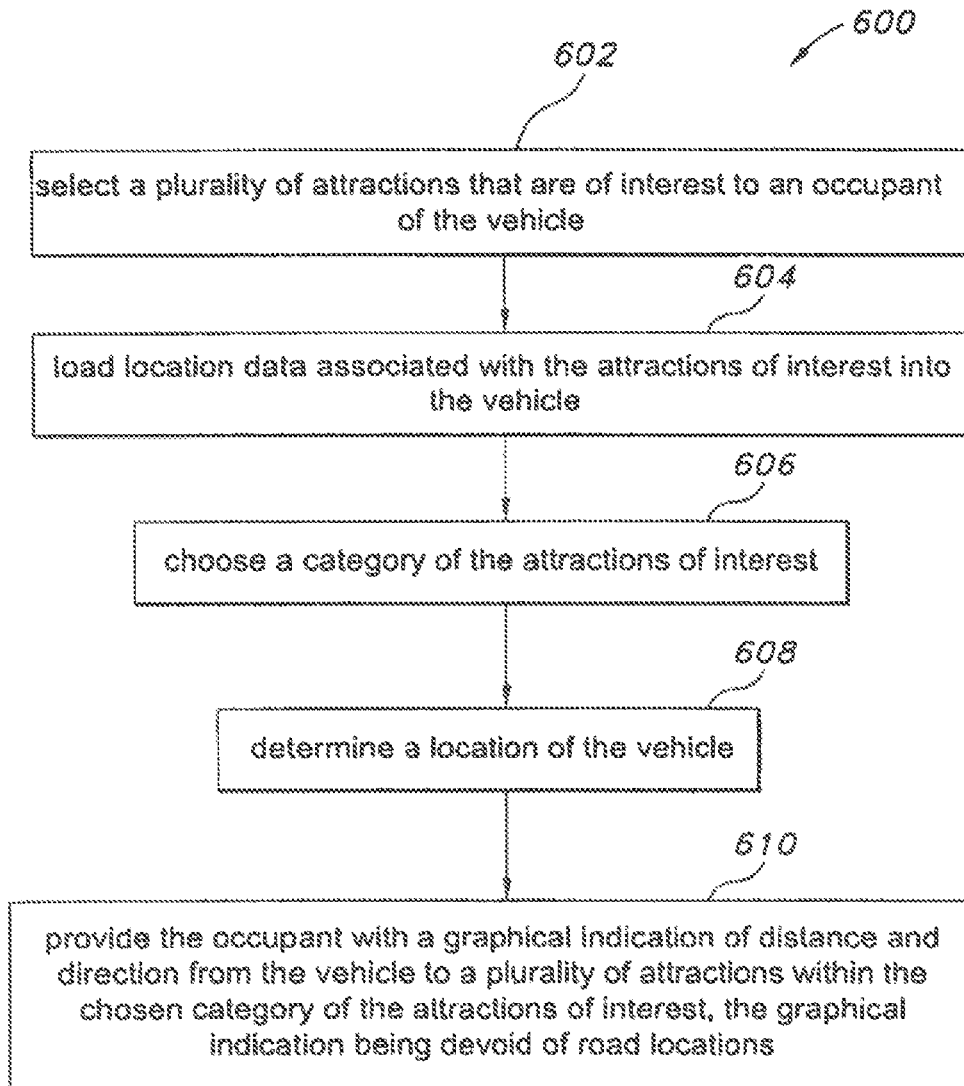 600
602
select a plurality of attractions that are of interest to an occupant
of the vehicle
604
load location data associated with the attractions of interest into
the vehicle
606
choose a category of the attractions of interest
608
determine a location of the vehicle
610
provide the occupant with a graphical indication of distance and
direction from the vehicle to a plurality of attractions within the
chosen category of the attractions of interest, the graphical
indication being devoid of road locations